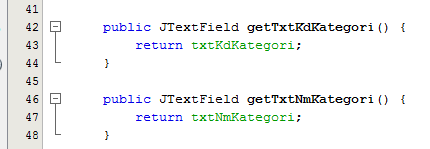 41
42 public JTextField getTxtKdKategori() {
43 return txtKdKategori;
44 }
45
46 public JTextField getTxtNmKategori() {
47 return txtNmKategori;
48 }